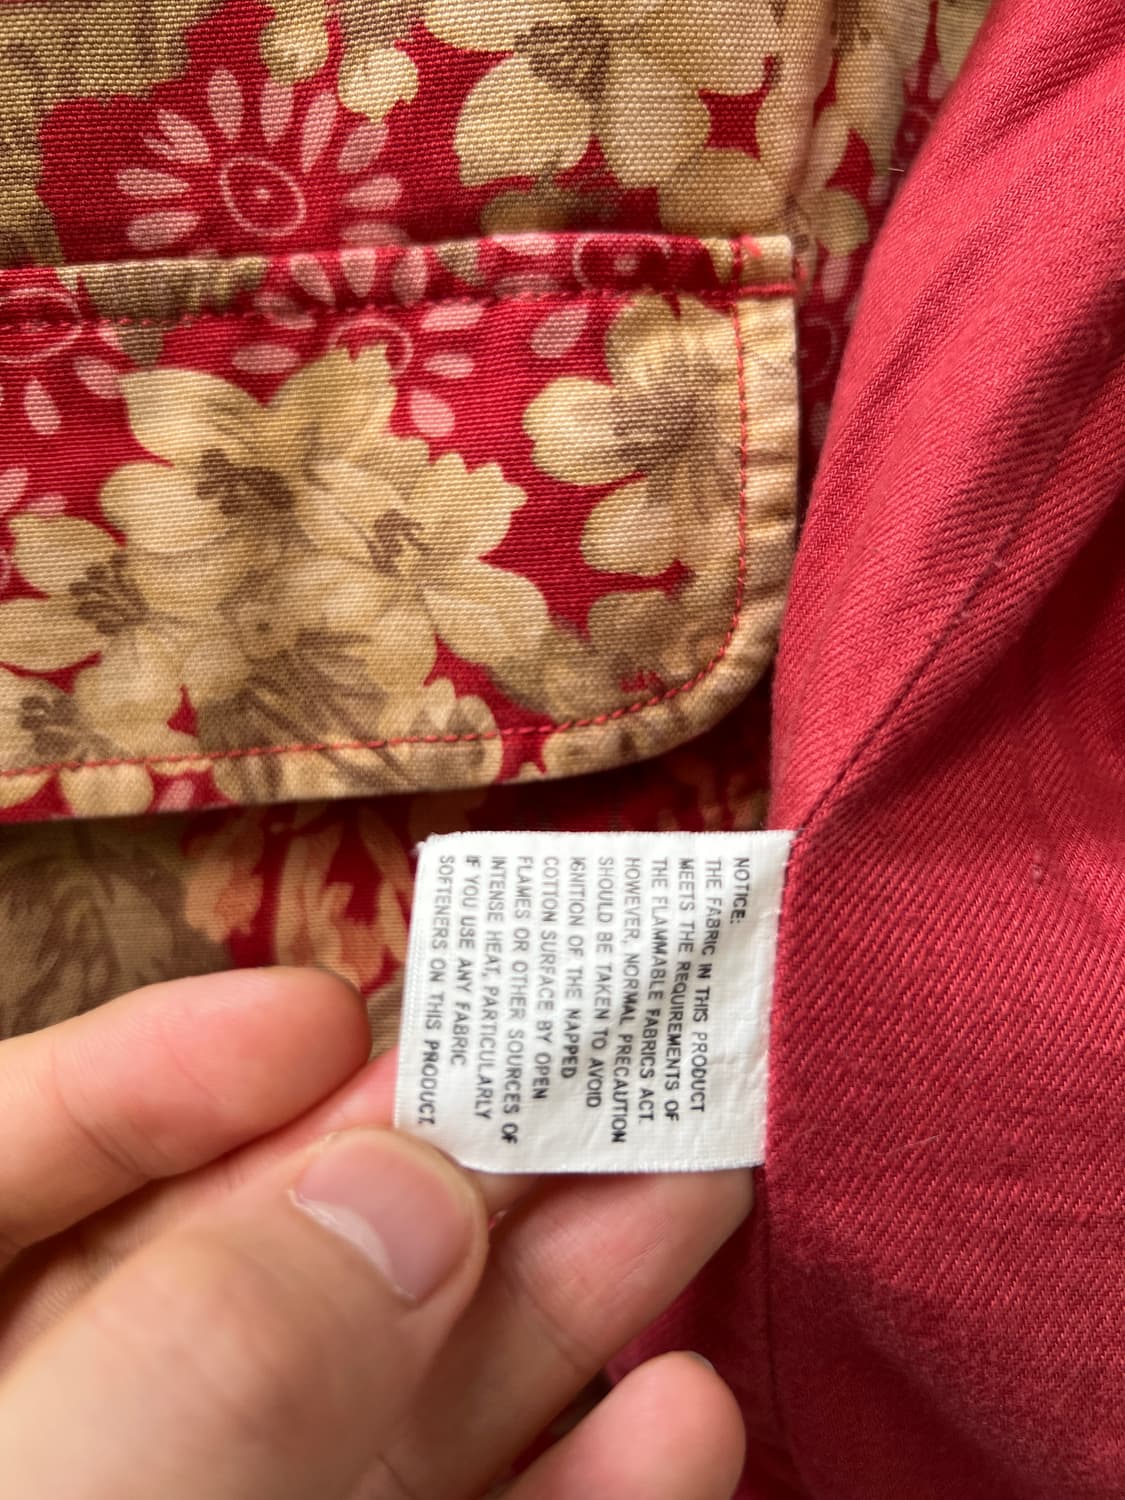 NOTICE:
THE FABRIC IN THIS PRODUCT
MEETS THE REQUIREMENTS OF
THE FLAMMABLE FABRICS ACT.
HOWEVER, NORMAL PRECAUTION
SHOULD BE TAKEN TO AVOID
IGNITION OF THE NAPPED
COTTON SURFACE BY OPEN
FLAMES OR OTHER SOURCES OF
INTENSE HEAT, PARTICULARLY
IF YOU USE ANY FABRIC
SOFTENERS ON THIS PRODUCT.